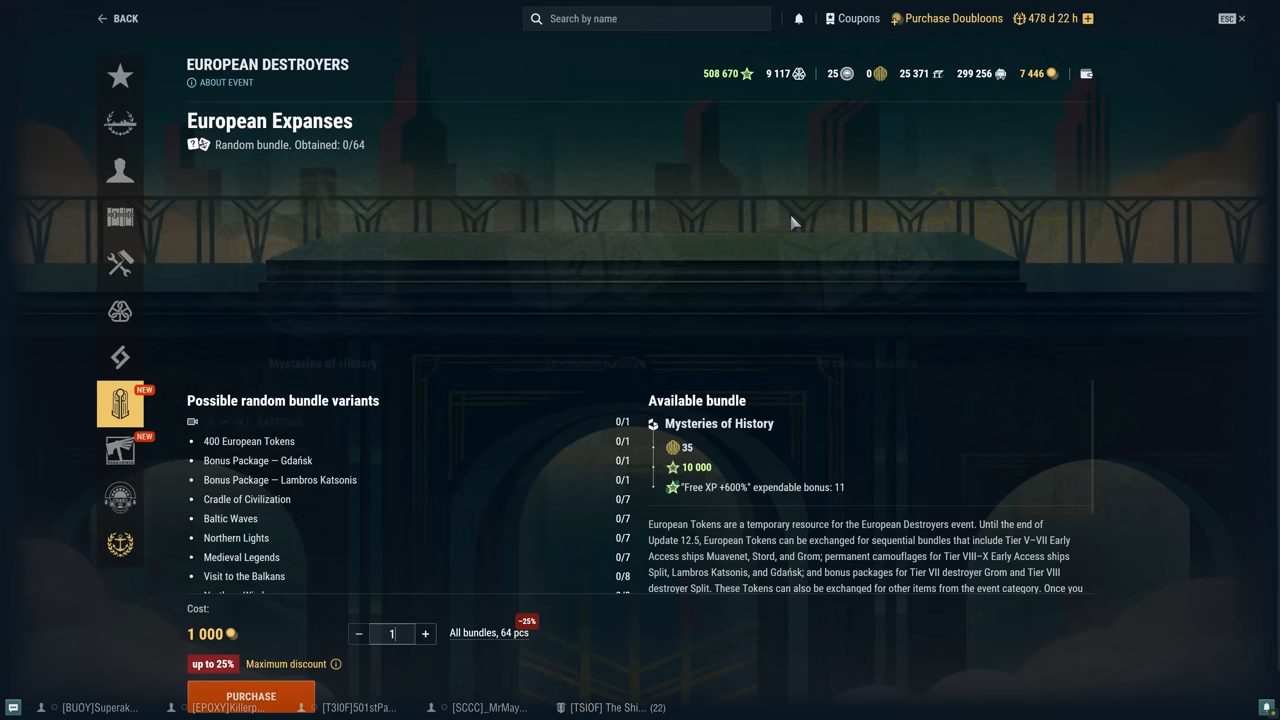 BACK
Search by name
Coupons
Purchase Doubloons
478 d 22 h
ESC
EUROPEAN DESTROYERS
ABOUT EVENT
508 670
9 117
25
0
25 371
299 256
7 446
European Expanses
Random bundle. Obtained: 0/64
Mysteries of History
Possible random bundle variants
0/1
400 European Tokens 0/1
Bonus Package — Gdańsk 0/1
Bonus Package — Lambros Katsonis 0/1
Cradle of Civilization 0/7
Baltic Waves 0/7
Northern Lights 0/7
Medieval Legends 0/7
Visit to the Balkans 0/8
Available bundle
Mysteries of History
35
10 000
"Free XP +600%" expendable bonus: 11
European Tokens are a temporary resource for the European Destroyers event. Until the end of
Update 12.5, European Tokens can be exchanged for sequential bundles that include Tier V–VII Early
Access ships Muavenet, Stord, and Grom; permanent camouflages for Tier VIII–X Early Access ships
Split, Lambros Katsonis, and Gdańsk; and bonus packages for Tier VII destroyer Grom and Tier VIII
destroyer Split. These Tokens can also be exchanged for other items from the event category. Once you
NEW
NEW
Cost:
1 000
− 1 +
All bundles, 64 pcs
−25%
up to 25%
Maximum discount
PURCHASE
[BUOY]Superak...
[EPOXY]Killerp...
[T3I0F]501stPa...
[SCCC]_MrMay...
[TSIOF] The Shi... (22)